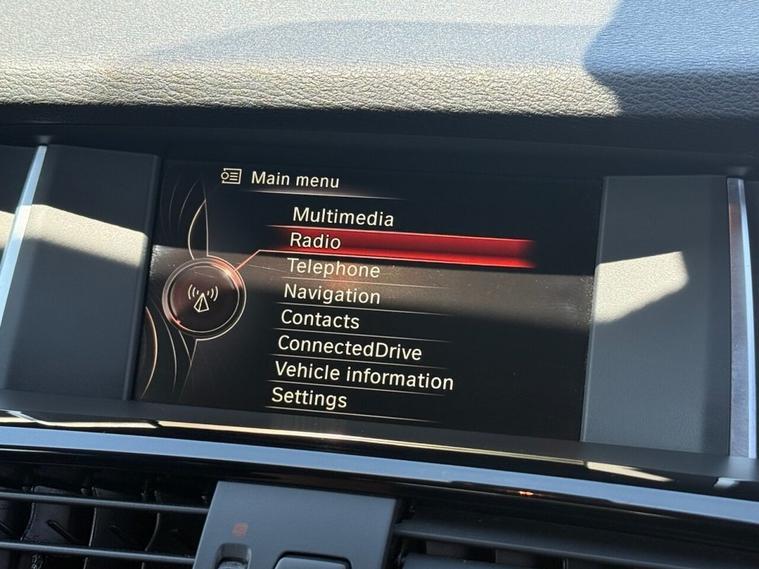 Main menu
Multimedia
Radio
Telephone
Navigation
Contacts
ConnectedDrive
Vehicle information
Settings